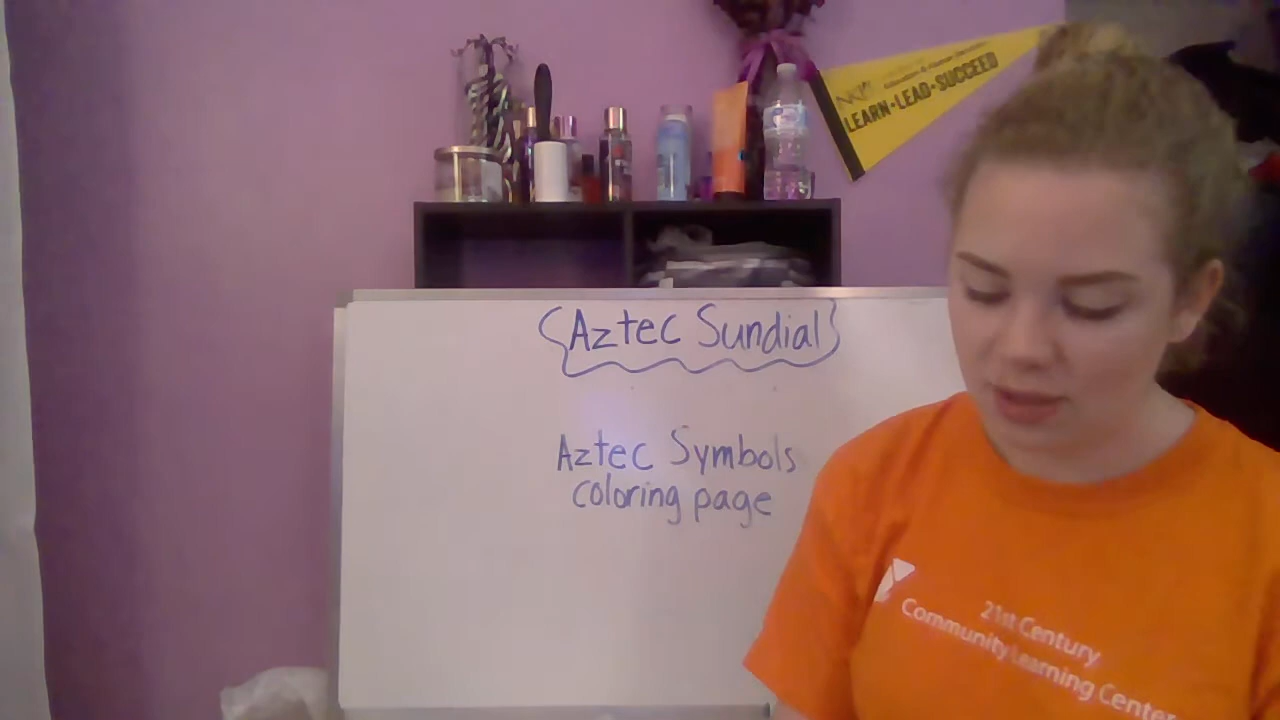 LEARN•LEAD•SUCCEED
Aztec Sundial
Aztec Symbols
coloring page
21st Century
Community Learning Center